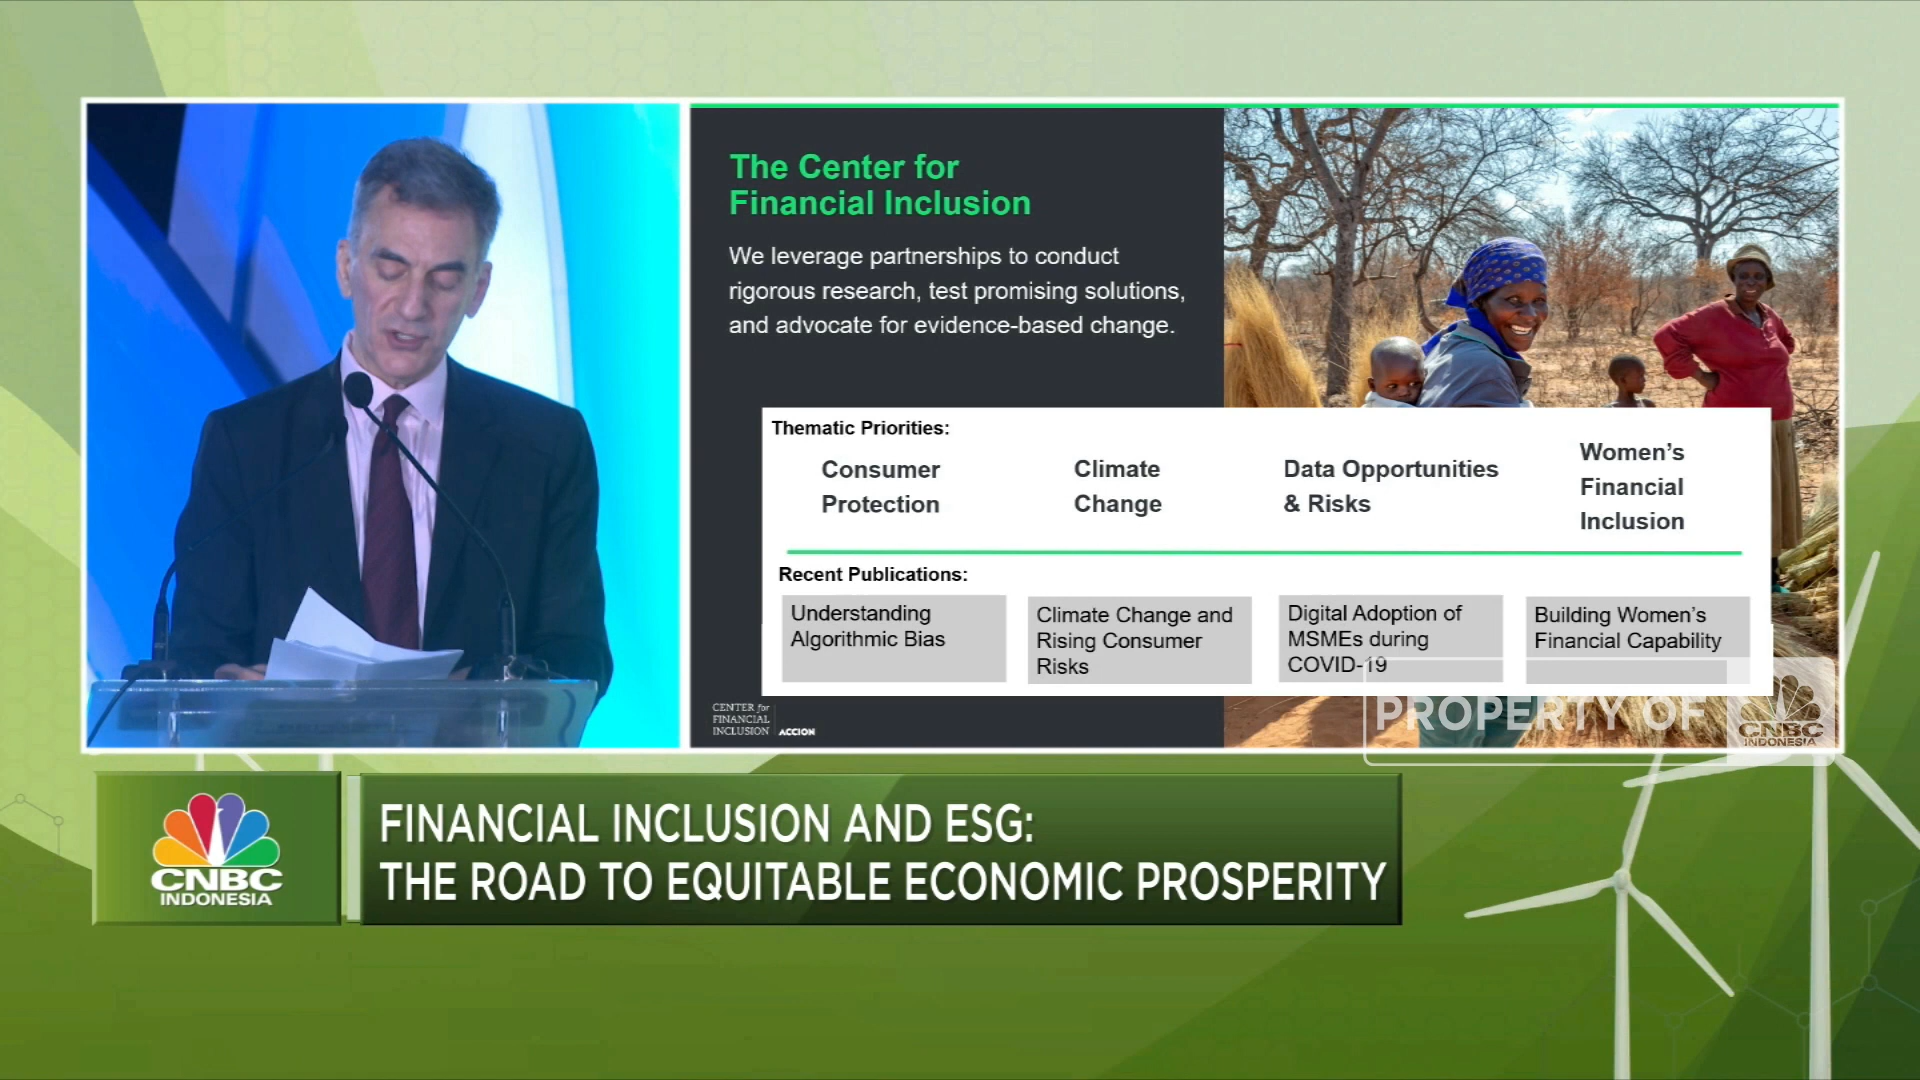 The Center for
Financial Inclusion
We leverage partnerships to conduct
rigorous research, test promising solutions,
and advocate for evidence-based change.
Thematic Priorities:
Consumer
Protection
Climate
Change
Data Opportunities
& Risks
Women’s
Financial
Inclusion
Recent Publications:
Understanding
Algorithmic Bias
Climate Change and
Rising Consumer
Risks
Digital Adoption of
MSMEs during
COVID-19
Building Women’s
Financial Capability
CENTER for
FINANCIAL
INCLUSION
ACCION
PROPERTY OF
CNBC
INDONESIA
CNBC
INDONESIA
FINANCIAL INCLUSION AND ESG:
THE ROAD TO EQUITABLE ECONOMIC PROSPERITY